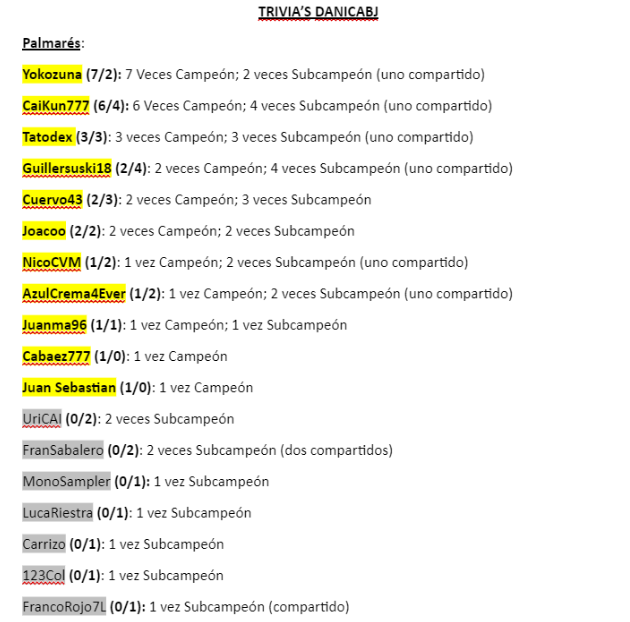 TRIVIA'S DANICABJ
Palmarés:
Yokozuna (7/2): 7 Veces Campeón; 2 veces Subcampeón (uno compartido)
CaiKun777 (6/4): 6 Veces Campeón; 4 veces Subcampeón (uno compartido)
Tatodex (3/3): 3 veces Campeón; 3 veces Subcampeón (uno compartido)
Guillersuski18 (2/4): 2 veces Campeón; 4 veces Subcampeón (uno compartido)
Cuervo43 (2/3): 2 veces Campeón; 3 veces Subcampeón
Joacoo (2/2): 2 veces Campeón; 2 veces Subcampeón
NicoCVM (1/2): 1 vez Campeón; 2 veces Subcampeón (uno compartido)
AzulCrema4Ever (1/2): 1 vez Campeón; 2 veces Subcampeón (uno compartido)
Juanma96 (1/1): 1 vez Campeón; 1 vez Subcampeón
Cabaez777 (1/0): 1 vez Campeón
Juan Sebastian (1/0): 1 vez Campeón
UriCAI (0/2): 2 veces Subcampeón
FranSabalero (0/2): 2 veces Subcampeón (dos compartidos)
MonoSampler (0/1): 1 vez Subcampeón
LucaRiestra (0/1): 1 vez Subcampeón
Carrizo (0/1): 1 vez Subcampeón
123Col (0/1): 1 vez Subcampeón
FrancoRojo7L (0/1): 1 vez Subcampeón (compartido)